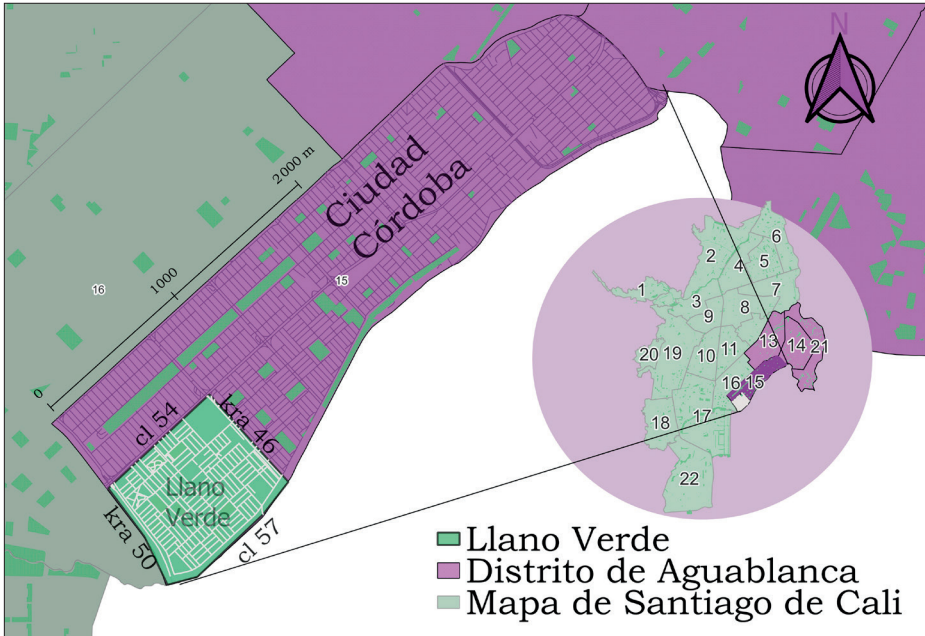 N
2000 m
Ciudad
Córdoba
1000
15
16
0
cl 54
kra 46
Llano
Verde
kra 50
cl 57
6
2
4
5
1
7
3
8
9
13
14
21
11
20
19
10
16
15
18
17
22
Llano Verde
Distrito de Aguablanca
Mapa de Santiago de Cali